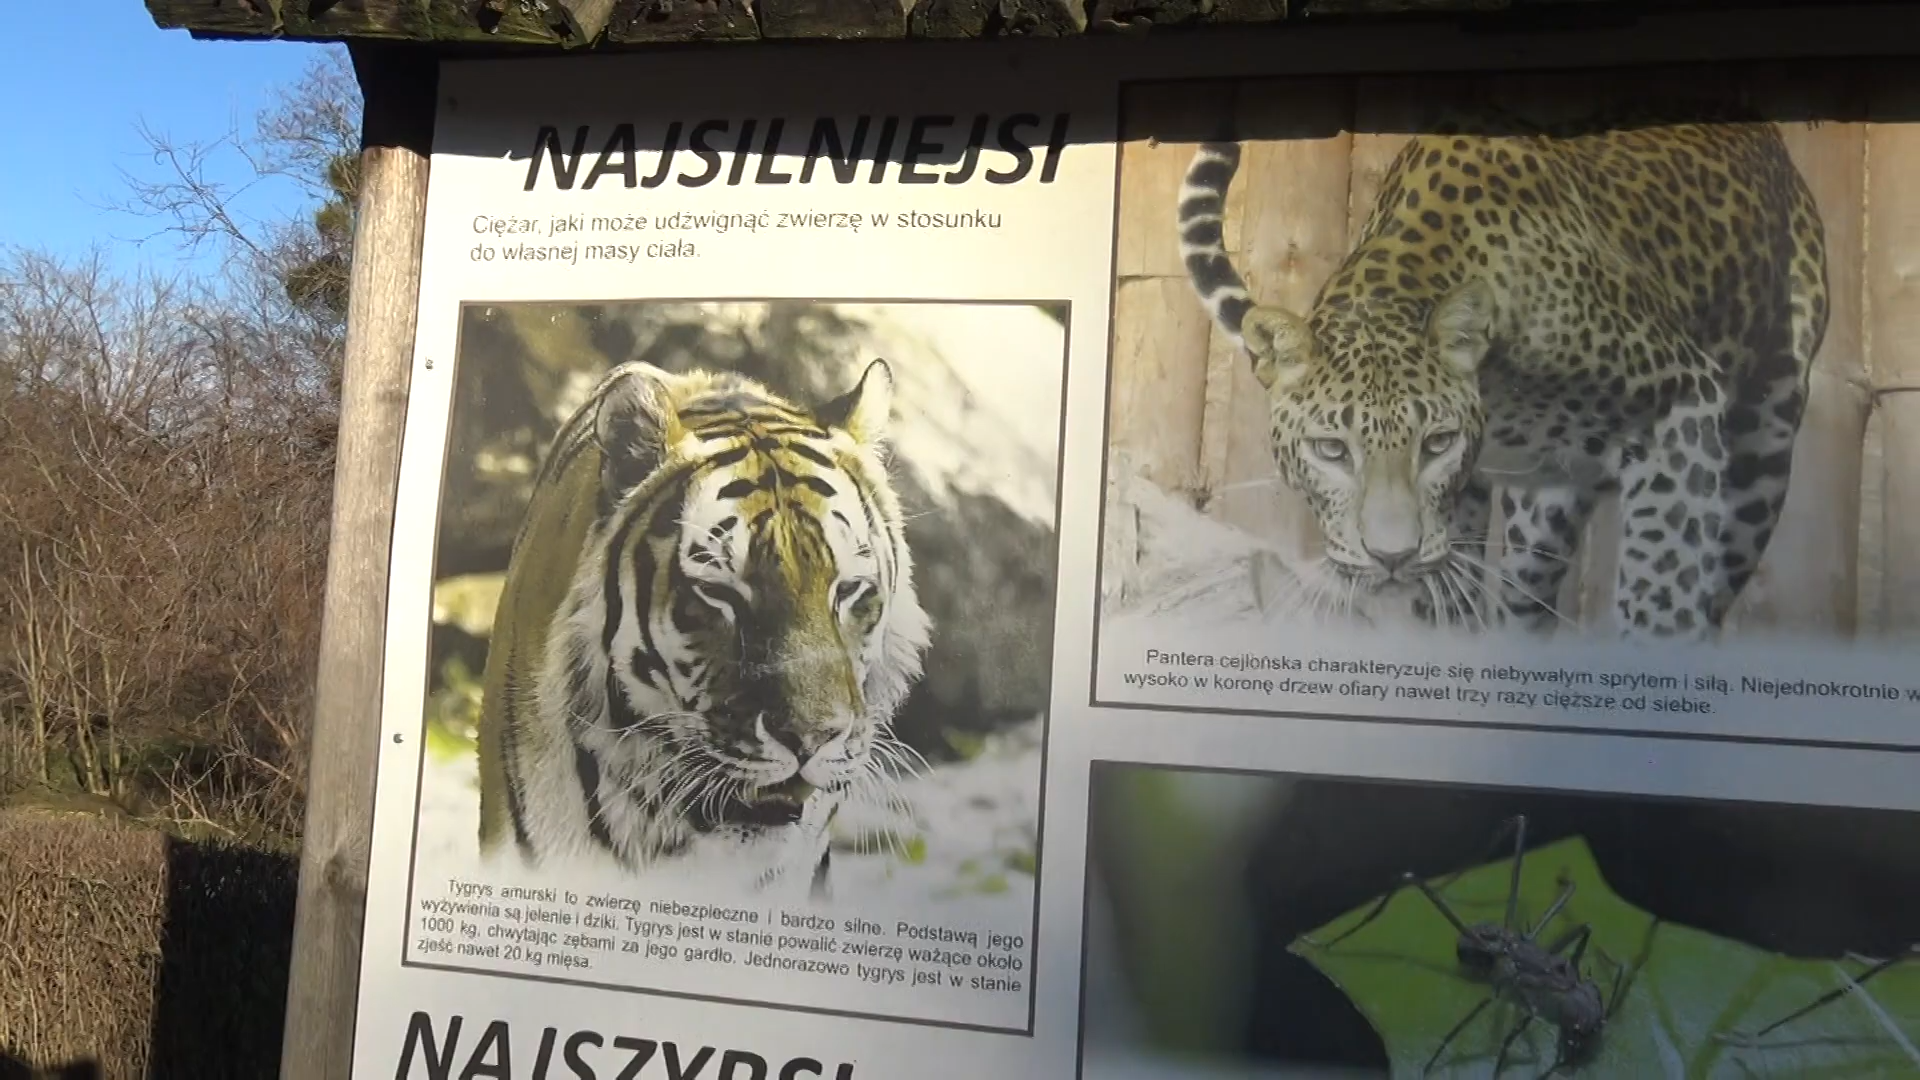 NAJSILNIEJSI
Ciężar, jaki może udźwignąć zwierzę w stosunku
do własnej masy ciała.
Pantera cejlońska charakteryzuje się niebywałym sprytem i siłą. Niejednokrotnie w
wysoko w koronę drzew ofiary nawet trzy razy cięższe od siebie.
Tygrys amurski to zwierzę niebezpieczne i bardzo silne. Podstawą jego
wyżywienia są jelenie i dziki. Tygrys jest w stanie powalić zwierzę ważące około
1000 kg, chwytając zębami za jego gardło. Jednorazowo tygrys jest w stanie
zjeść nawet 20 kg mięsa.
NAJSZYBSI